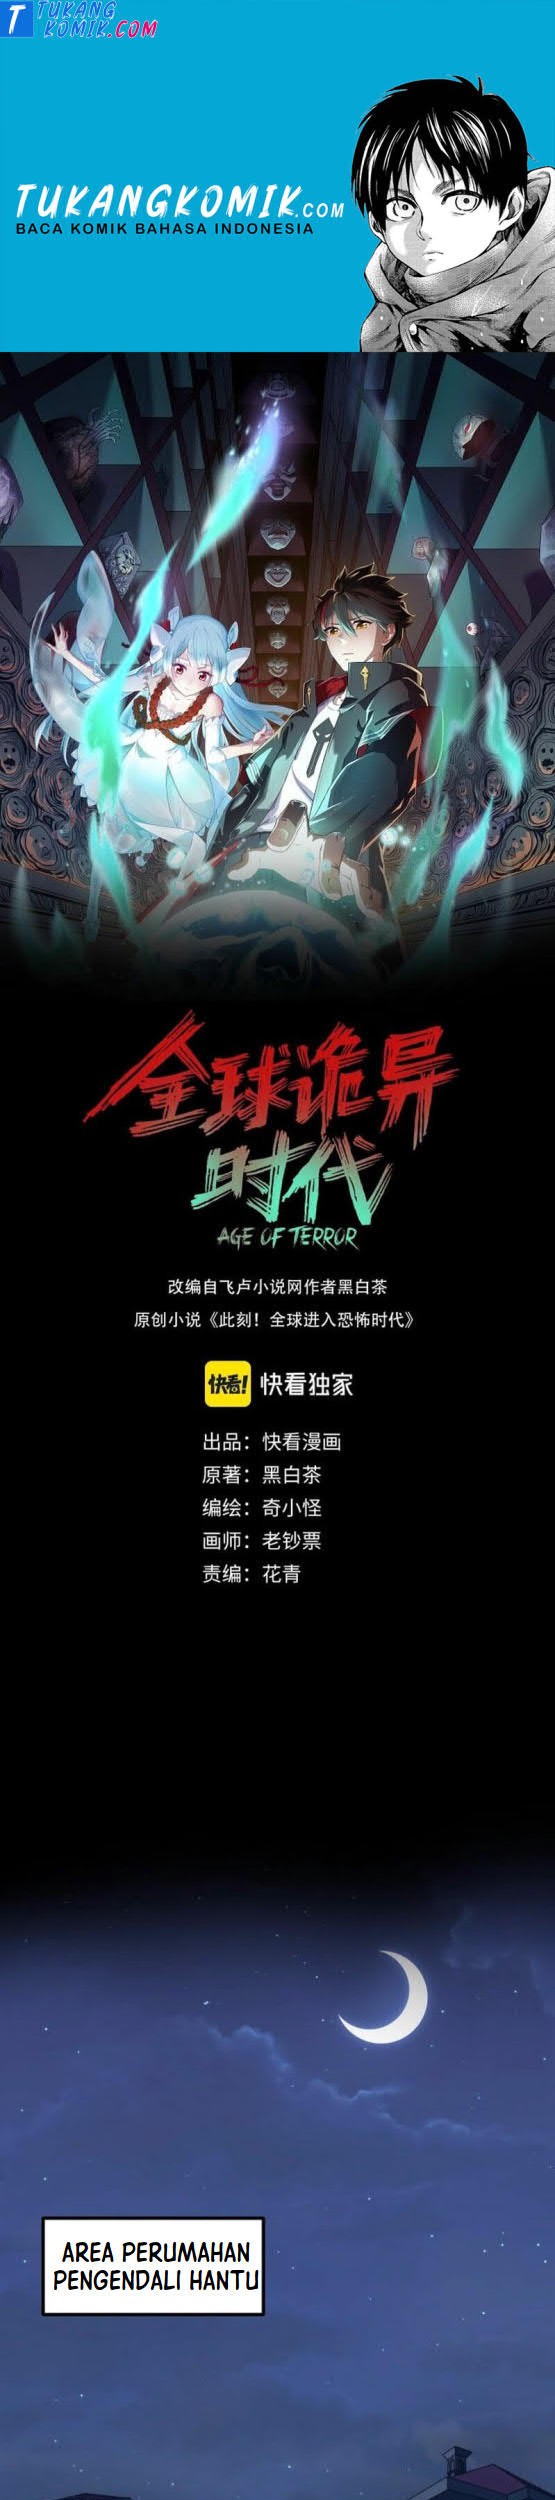 T TUKANG
KOMIK.COM
TUKANGKOMIK.COM
BACA KOMIK BAHASA INDONESIA
全球诡异
时代
AGE OF TERROR
改编自飞卢小说网作者黑白茶
原创小说《此刻！全球进入恐怖时代》
快看! 快看独家
出品：快看漫画
原著：黑白茶
编绘：奇小怪
画师：老钞票
责编：花青
AREA PERUMAHAN
PENGENDALI HANTU